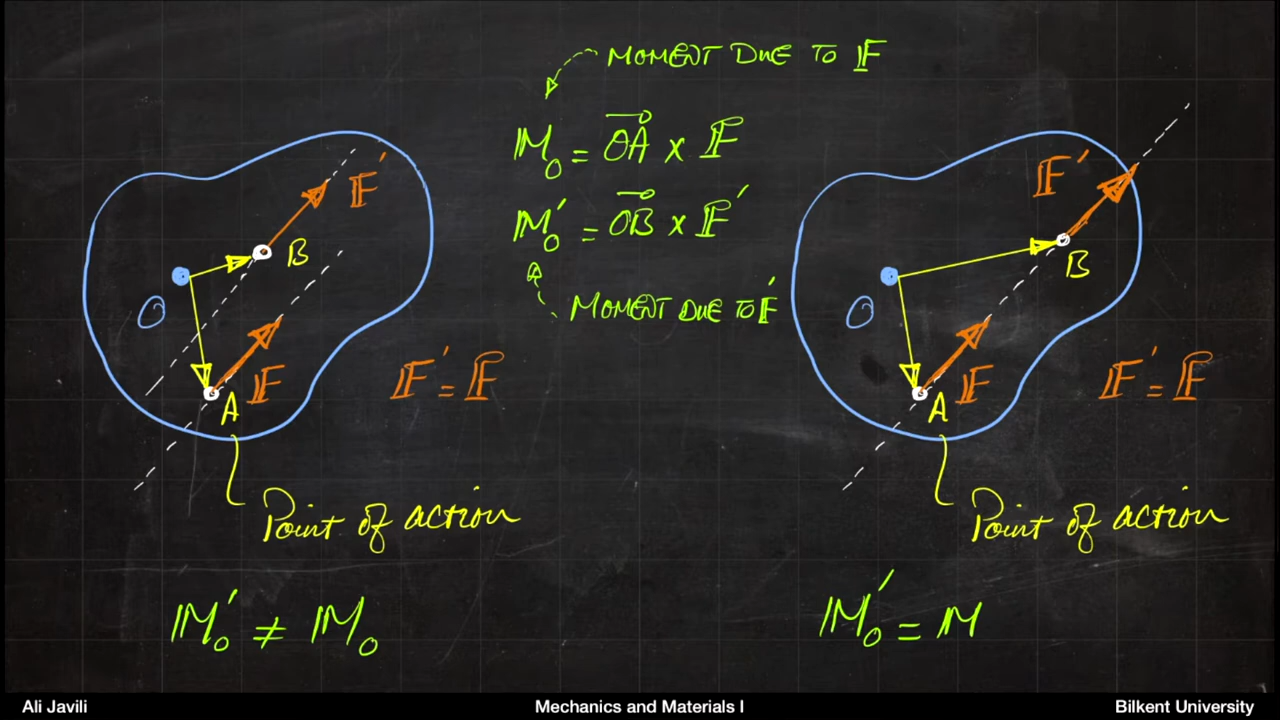 MOMENT DUE TO 𝔽
𝕄₀ = OA⃗ × 𝔽
𝕄₀′ = OB⃗ × 𝔽′
MOMENT DUE TO 𝔽′
𝔽′
B
O
A
𝔽
𝔽′ = 𝔽
Point of action
𝕄₀′ ≠ 𝕄₀
𝔽′
B
O
A
𝔽
𝔽′ = 𝔽
Point of action
𝕄₀′ = 𝕄
Ali Javili
Mechanics and Materials I
Bilkent University